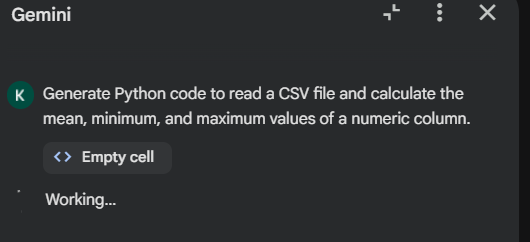 Gemini
K
Generate Python code to read a CSV file and calculate the
mean, minimum, and maximum values of a numeric column.
<> Empty cell
Working...